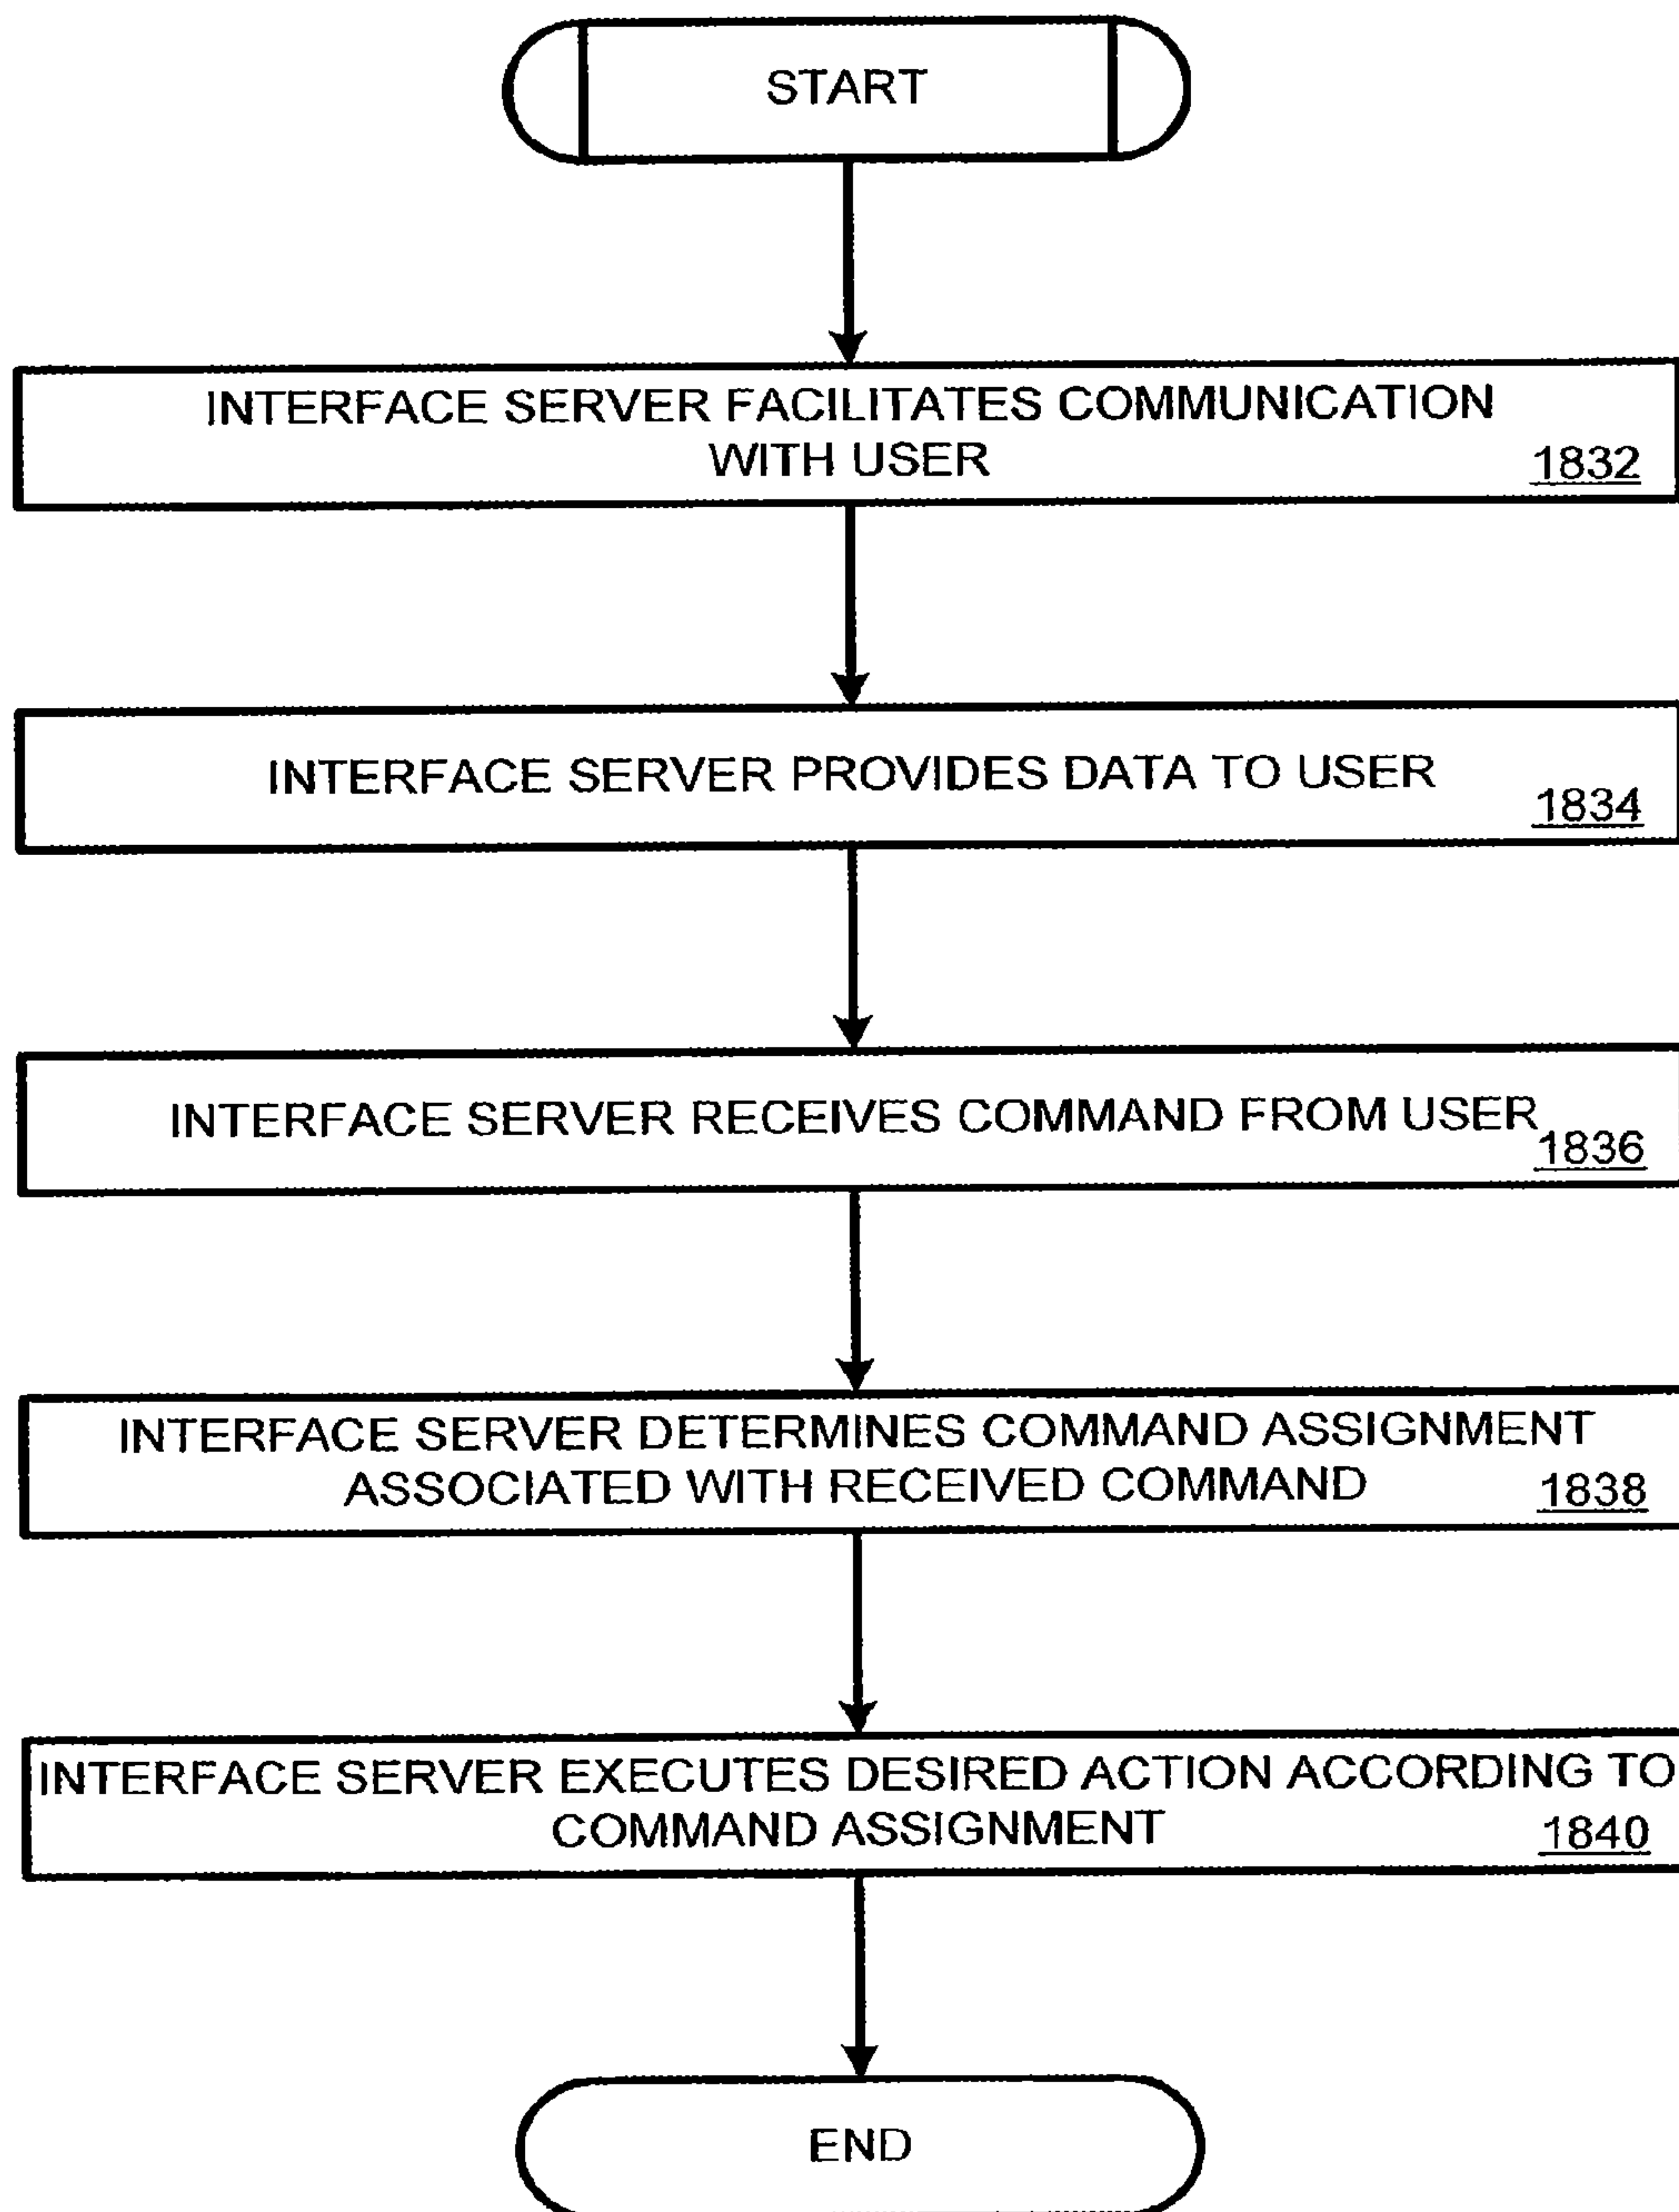 START
INTERFACE SERVER FACILITATES COMMUNICATION
WITH USER
1832
INTERFACE SERVER PROVIDES DATA TO USER
1834
INTERFACE SERVER RECEIVES COMMAND FROM USER
1836
INTERFACE SERVER DETERMINES COMMAND ASSIGNMENT
ASSOCIATED WITH RECEIVED COMMAND
1838
INTERFACE SERVER EXECUTES DESIRED ACTION ACCORDING TO
COMMAND ASSIGNMENT
1840
END